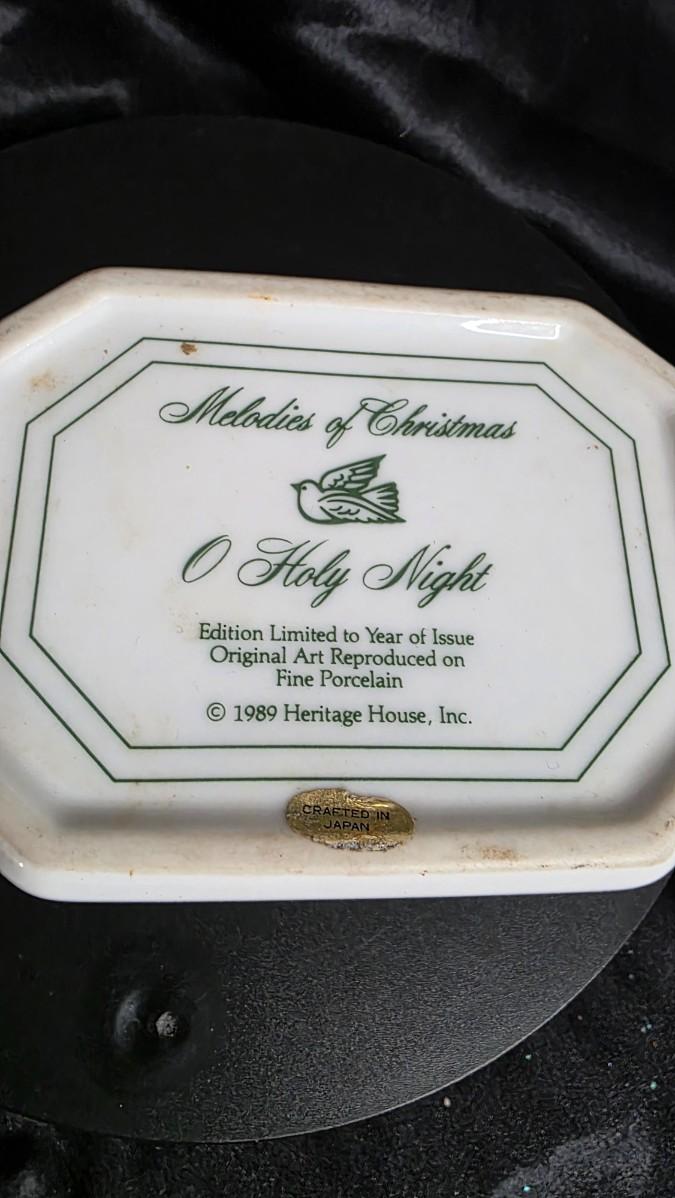 Melodies of Christmas
O Holy Night
Edition Limited to Year of Issue
Original Art Reproduced on
Fine Porcelain
© 1989 Heritage House, Inc.
CRAFTED IN
JAPAN